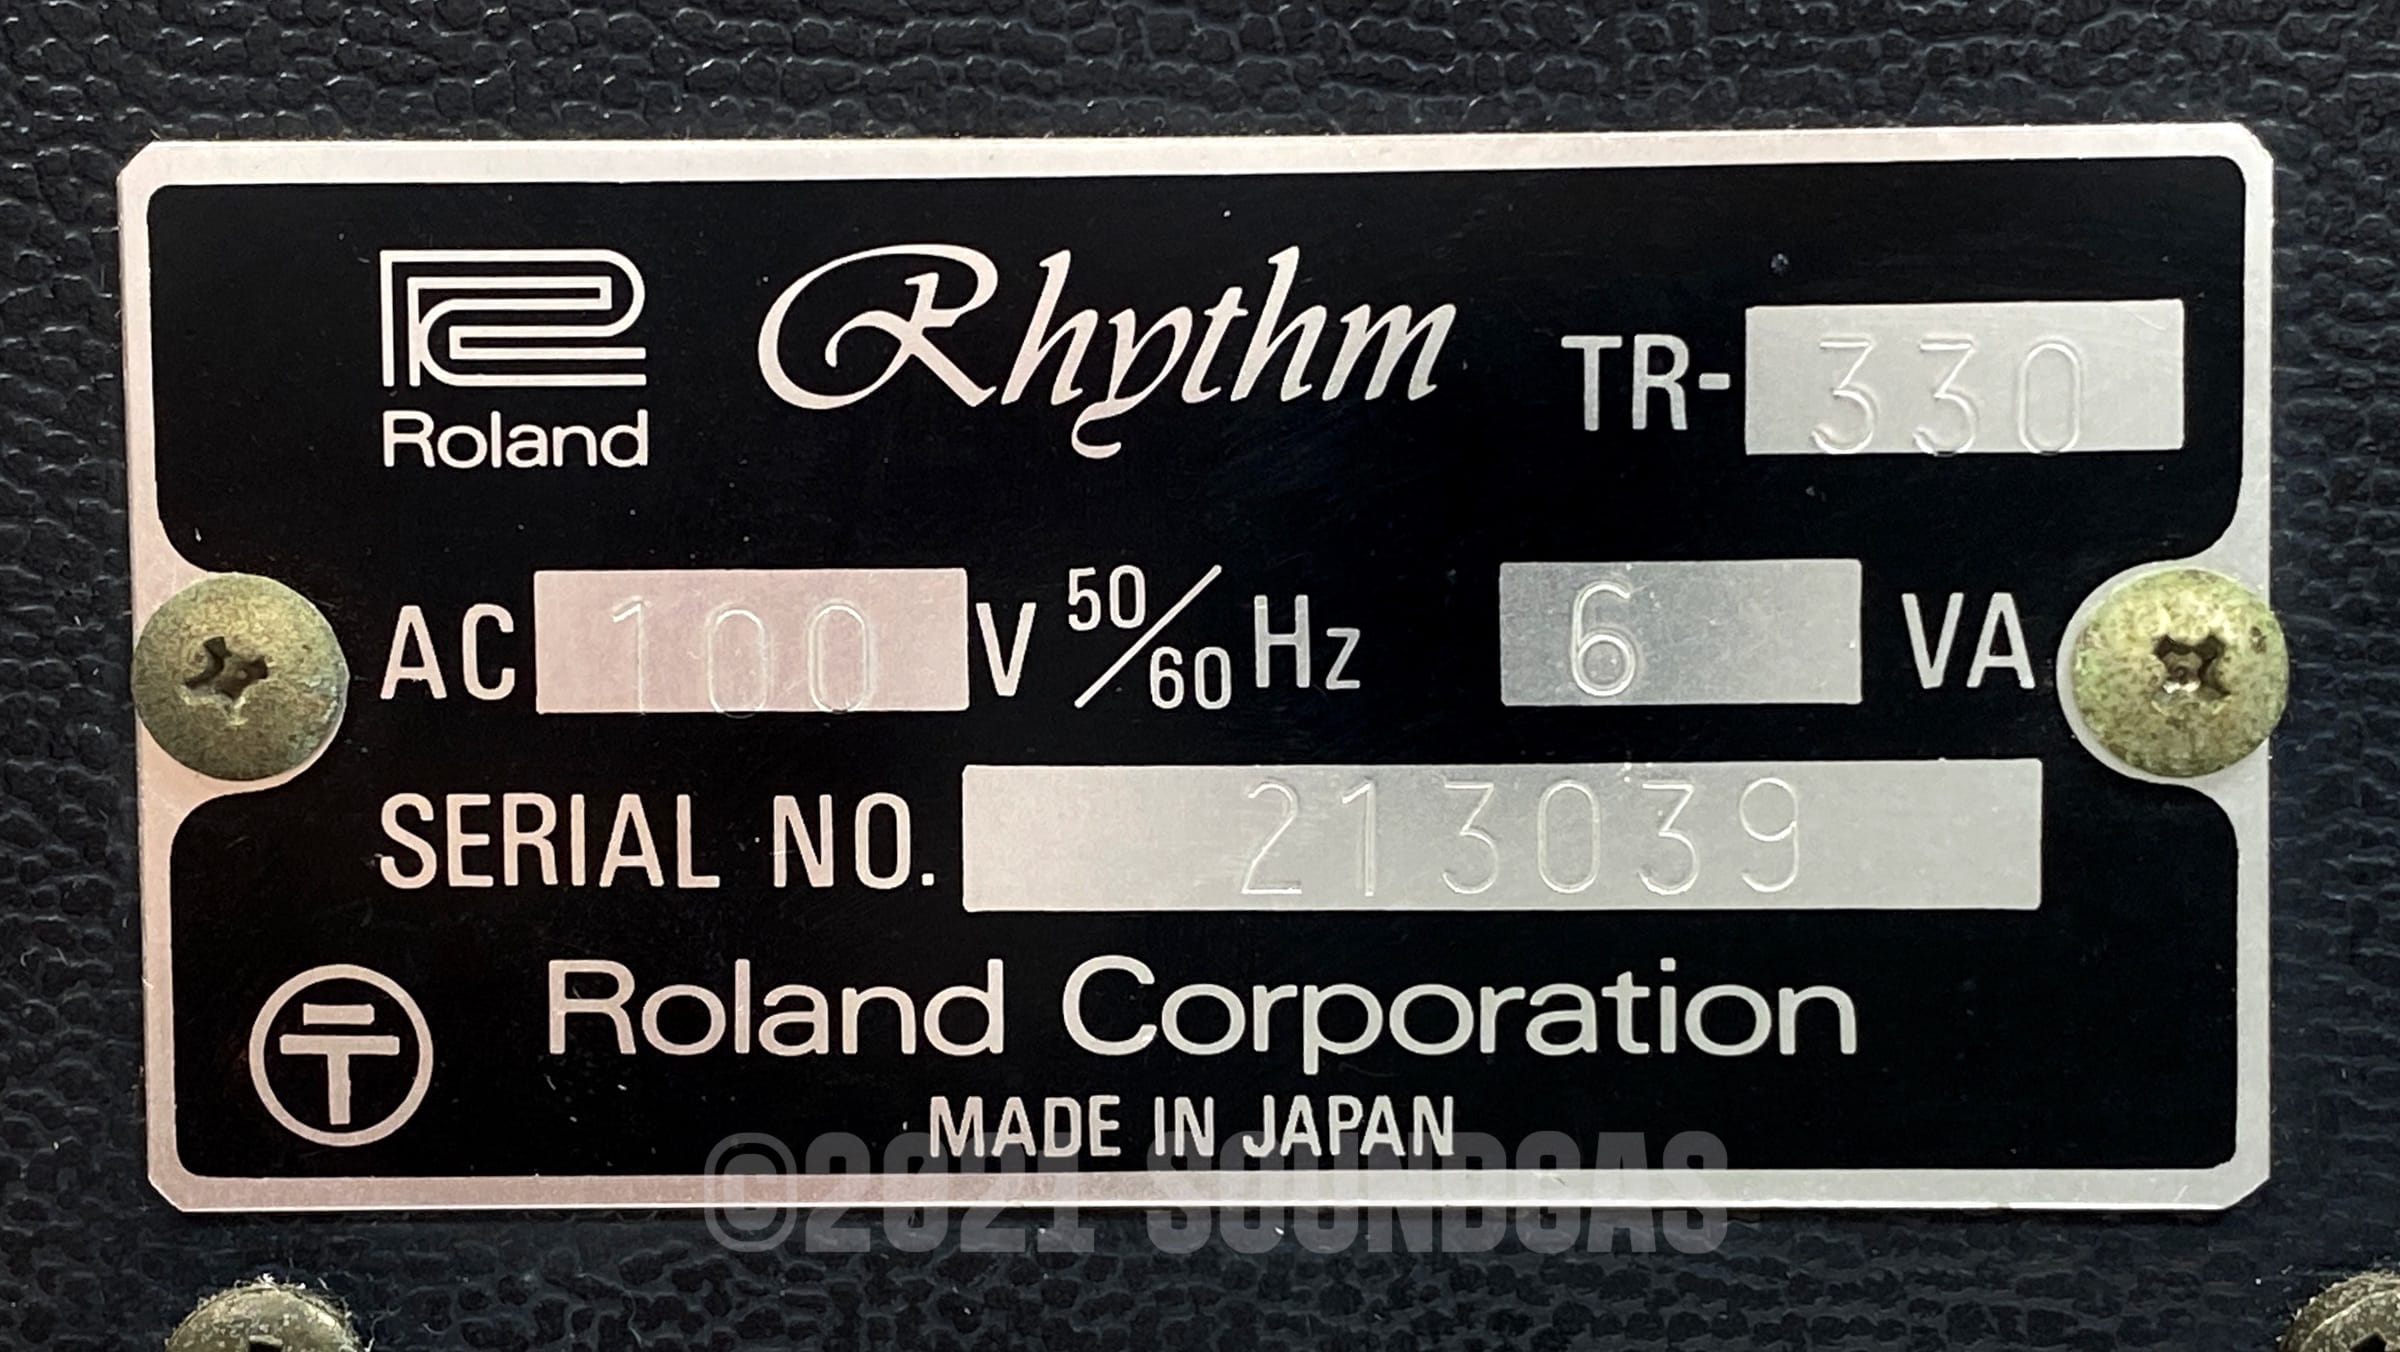 Roland Rhythm TR-330
AC 100 V 50/60 Hz 6 VA
SERIAL NO. 213039
〒 Roland Corporation
MADE IN JAPAN
©2021 SOUNDGAS